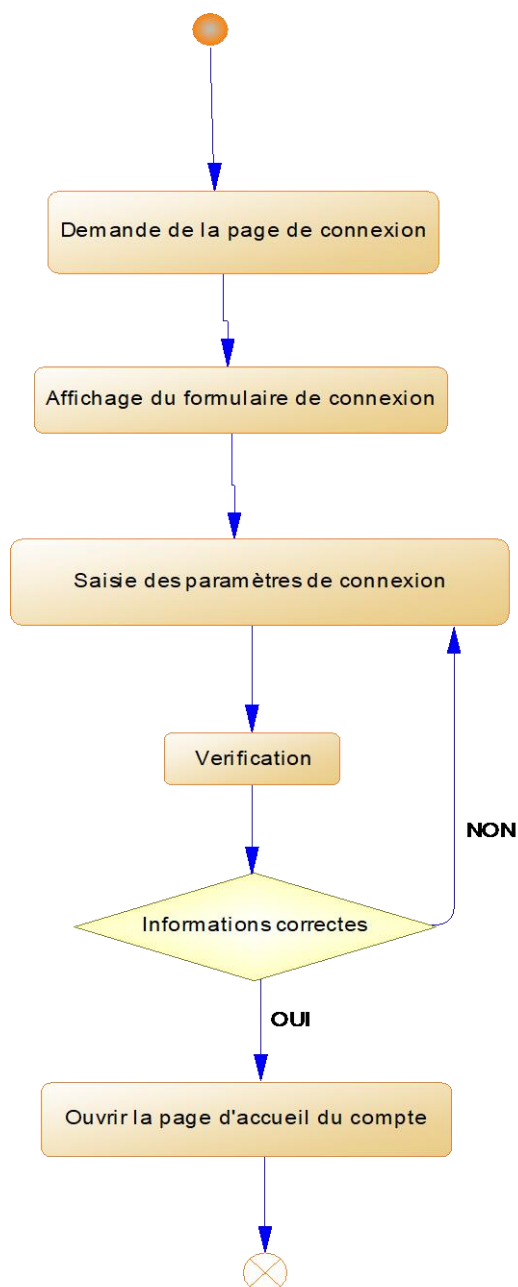 Demande de la page de connexion
Affichage du formulaire de connexion
Saisie des paramètres de connexion
Verification
NON
Informations correctes
OUI
Ouvrir la page d'accueil du compte